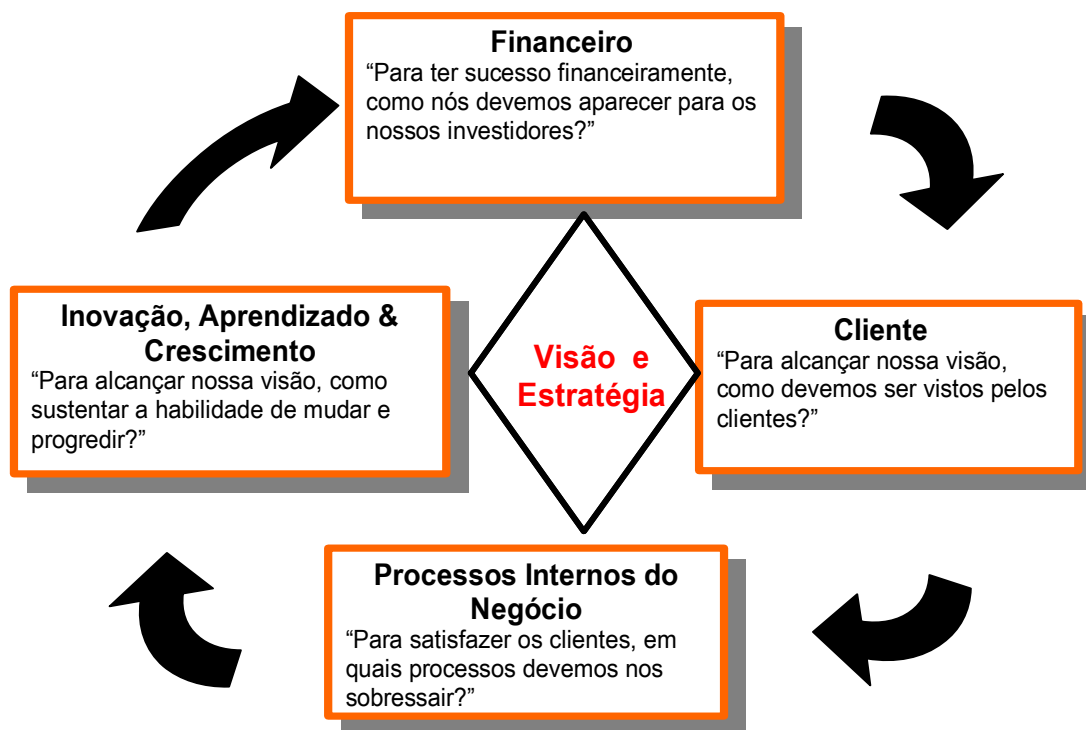 Financeiro
“Para ter sucesso financeiramente,
como nós devemos aparecer para os
nossos investidores?”
Inovação, Aprendizado &
Crescimento
“Para alcançar nossa visão, como
sustentar a habilidade de mudar e
progredir?”
Visão e
Estratégia
Cliente
“Para alcançar nossa visão,
como devemos ser vistos pelos
clientes?”
Processos Internos do
Negócio
“Para satisfazer os clientes, em
quais processos devemos nos
sobressair?”